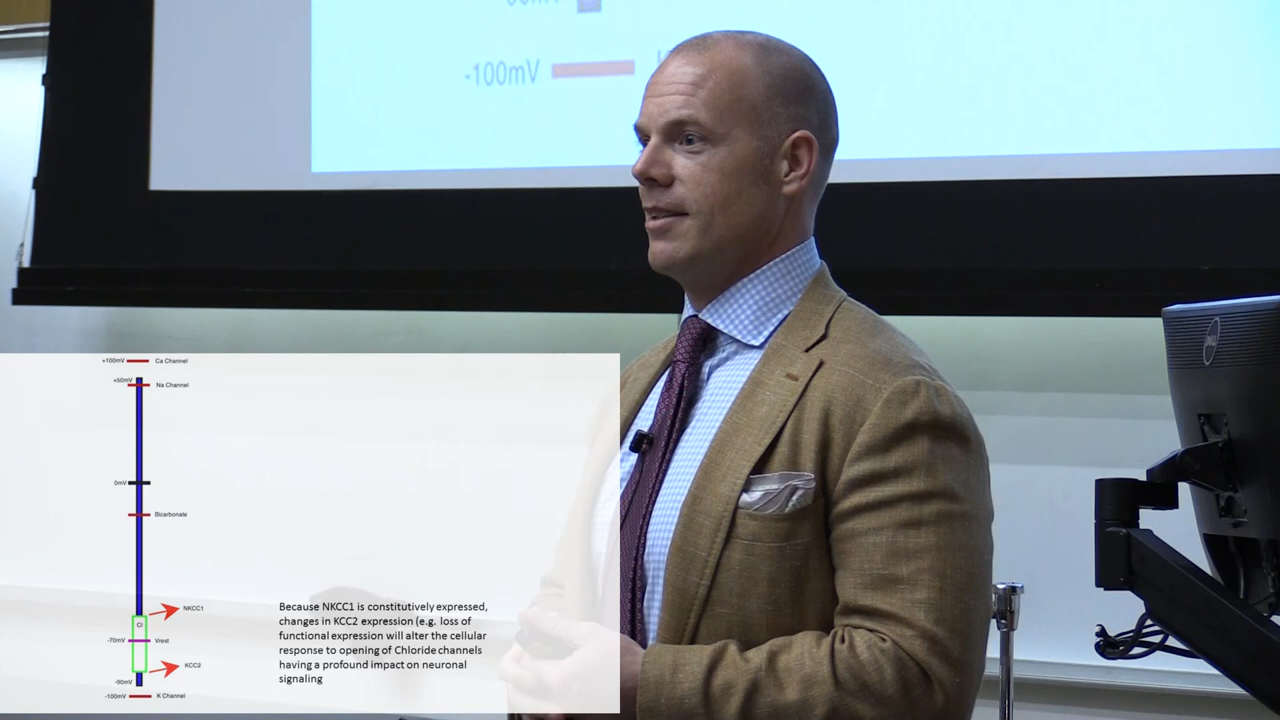 -100mV
DELL
+100mV Ca Channel
+50mV
Na Channel
0mV
Bicarbonate
NKCC1
Cl
-70mV Vrest
KCC2
-90mV
-100mV K Channel
Because NKCC1 is constitutively expressed,
changes in KCC2 expression (e.g. loss of
functional expression will alter the cellular
response to opening of Chloride channels
having a profound impact on neuronal
signaling